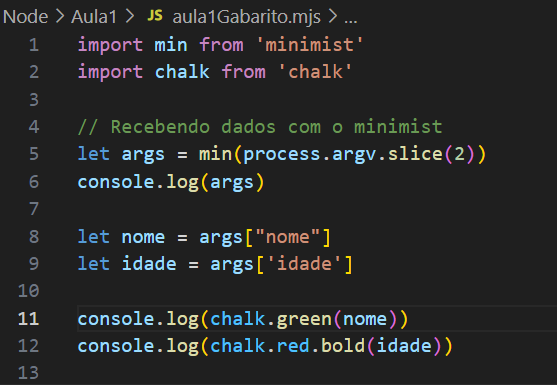 Node > Aula1 > JS aula1Gabarito.mjs > ...
1 import min from 'minimist'
2 import chalk from 'chalk'
3
4 // Recebendo dados com o minimist
5 let args = min(process.argv.slice(2))
6 console.log(args)
7
8 let nome = args["nome"]
9 let idade = args['idade']
10
11 console.log(chalk.green(nome))
12 console.log(chalk.red.bold(idade))
13